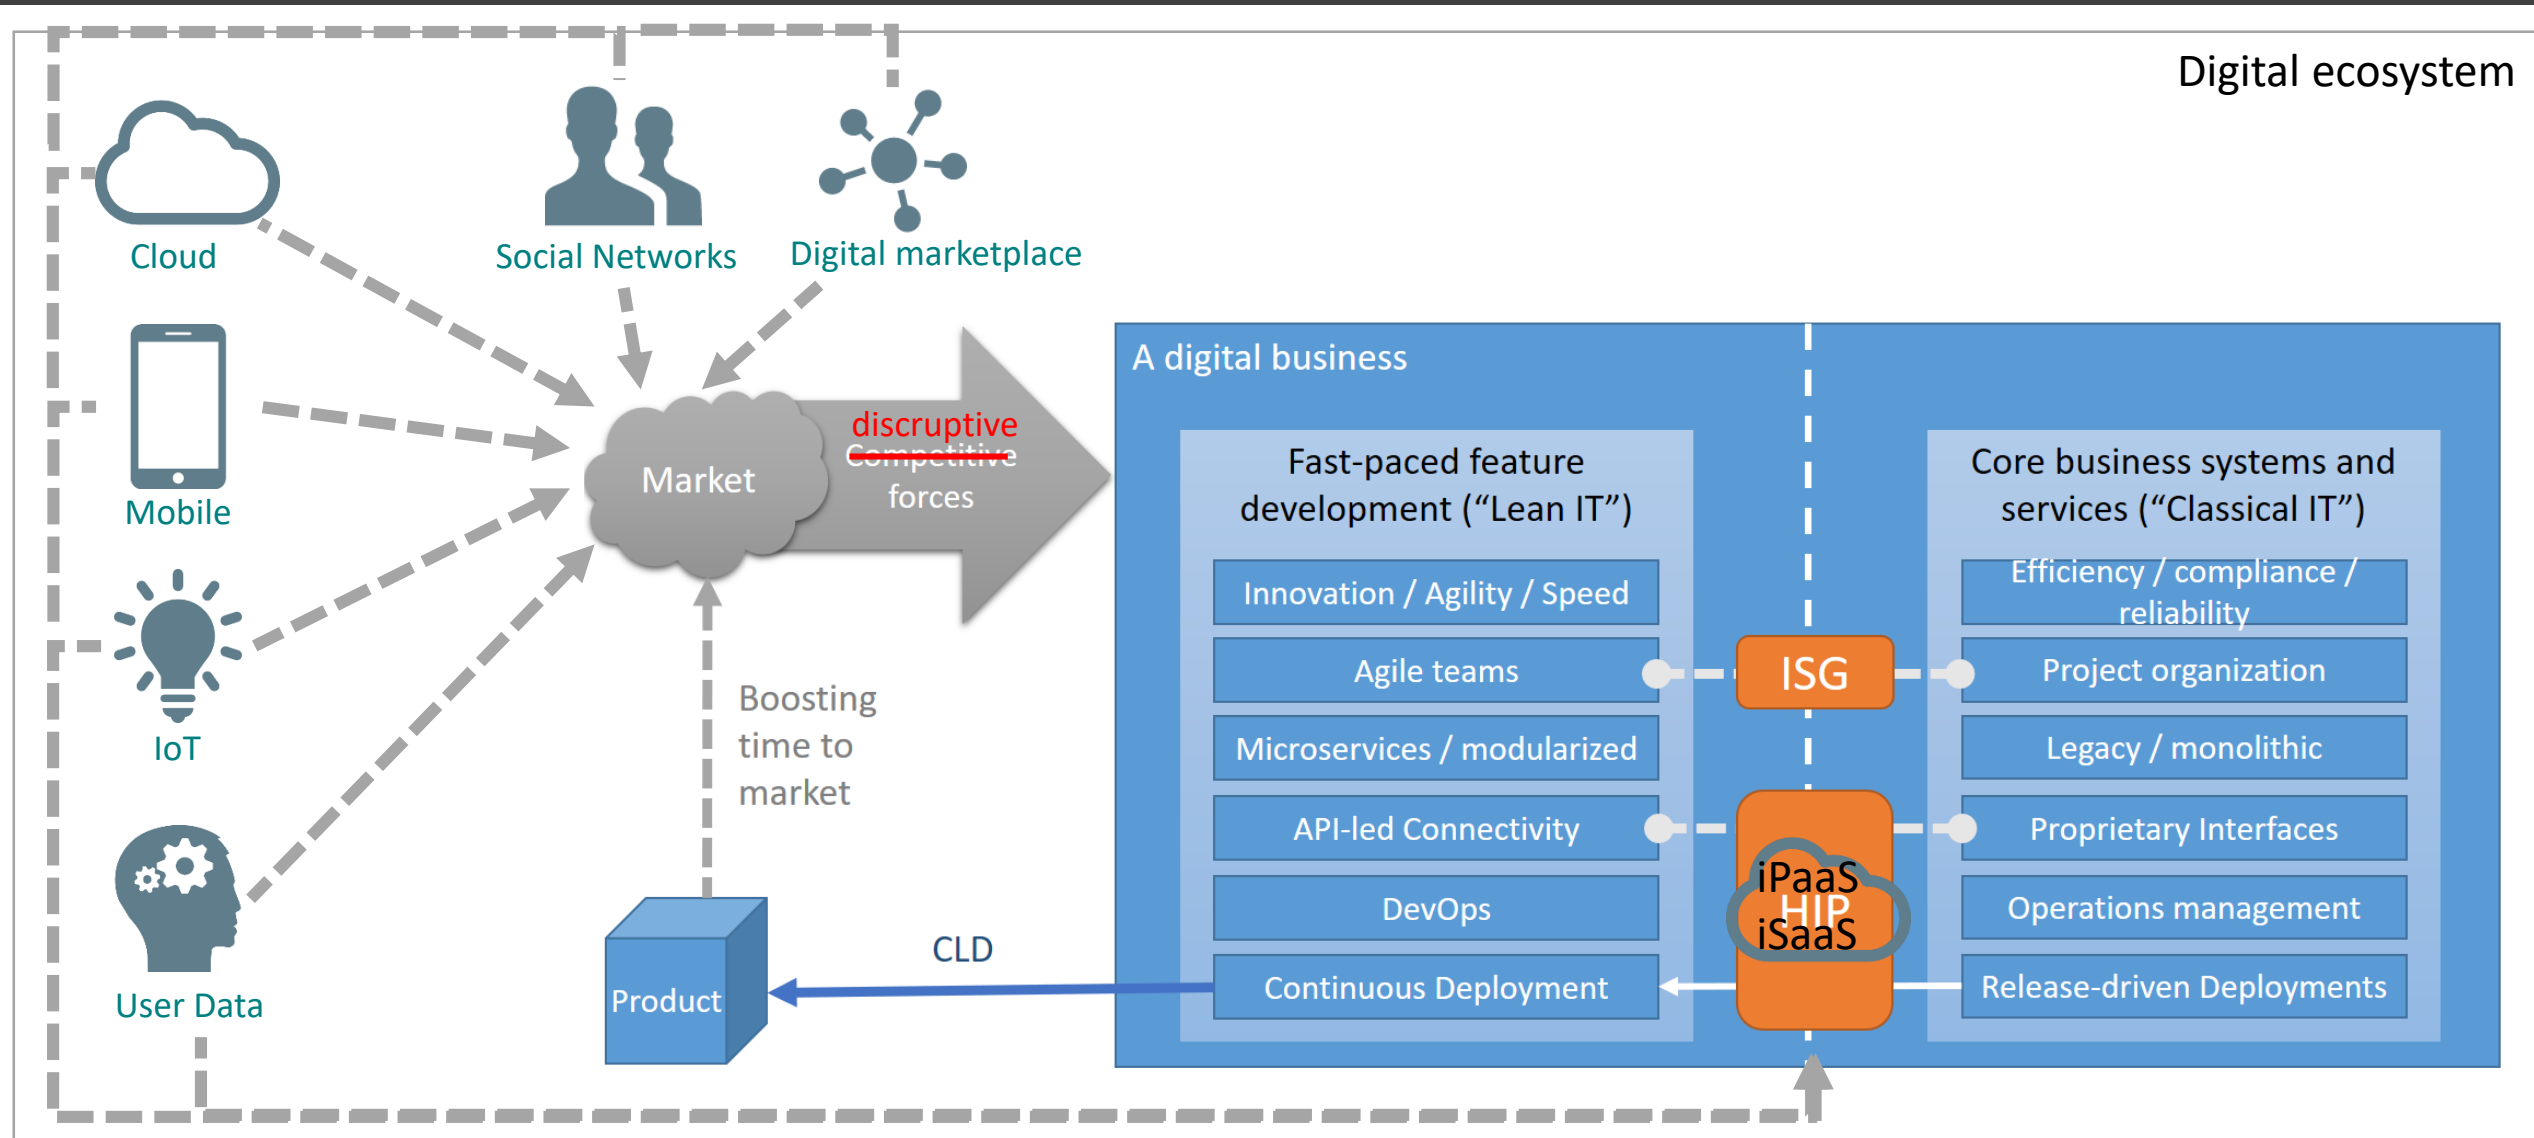 Digital ecosystem
Cloud
Social Networks
Digital marketplace
Mobile
IoT
User Data
Market
discruptive
Competitive
forces
Boosting
time to
market
Product
CLD
A digital business
Fast-paced feature
development (“Lean IT”)
Innovation / Agility / Speed
Agile teams
Microservices / modularized
API-led Connectivity
DevOps
Continuous Deployment
ISG
iPaaS
HIP
iSaaS
Core business systems and
services (“Classical IT”)
Efficiency / compliance /
reliability
Project organization
Legacy / monolithic
Proprietary Interfaces
Operations management
Release-driven Deployments